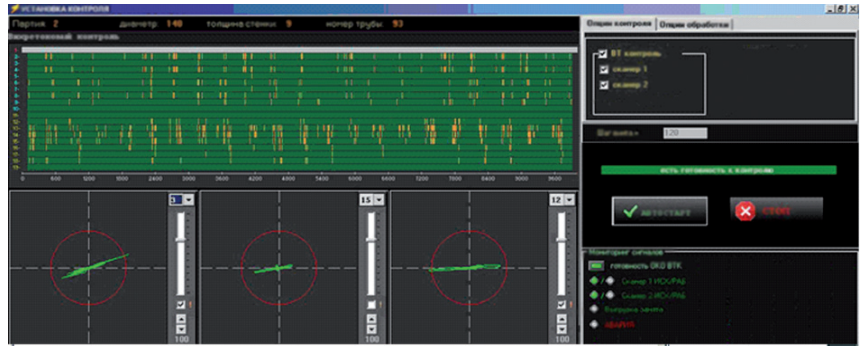 УСТАНОВКА КОНТРОЛЯ
Партия 2 диаметр 140 толщина стенки 9 номер трубы 93
Вихретоковый контроль
Опции контроля Опции обработки
ВТ контроль
сканер 1
сканер 2
120
есть готовность к контролю
АВТОСТАРТ СТОП
0 600 1200 1800 2400 3000 3600 4200 4800 5400 6000 6600 7200 7800 8400 9000 9600
3 15 12
100 100 100
Мониторинг сигналов
готовность ОКО ВТК
Сканер 1 ИСХ/РАБ
Сканер 2 ИСХ/РАБ
Выгрузка занята
АВАРИЯ